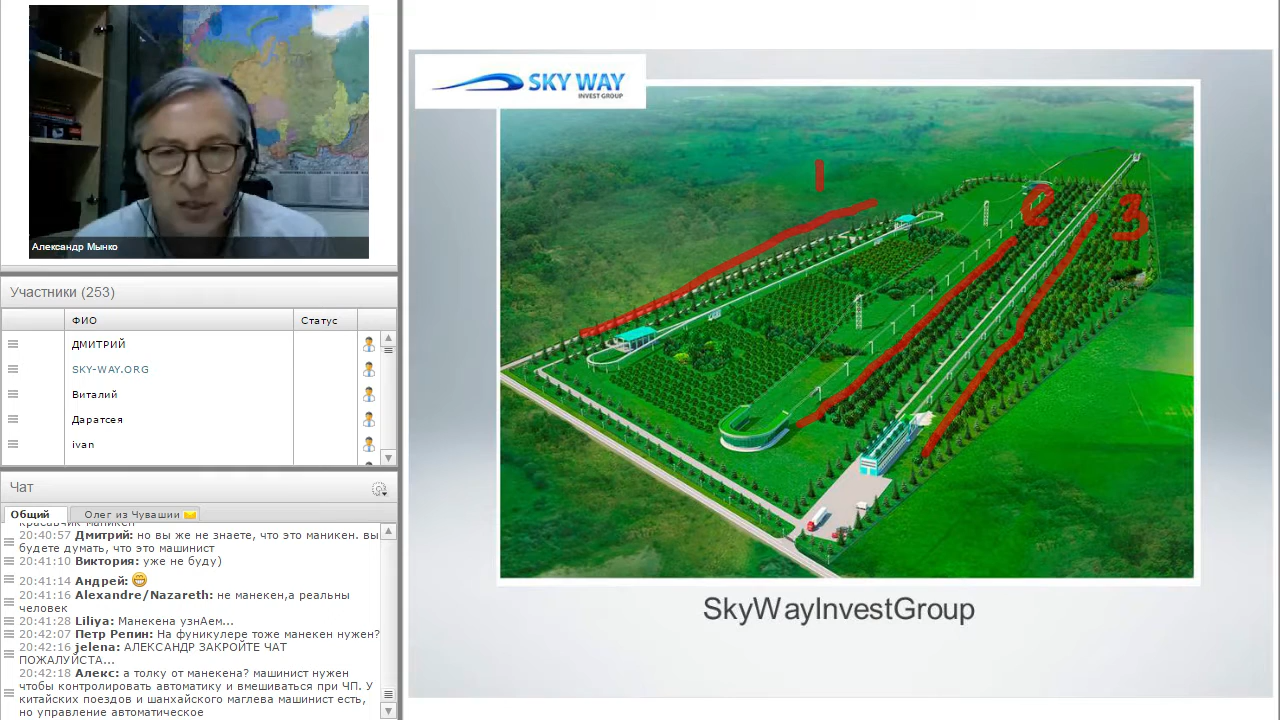 Александр Мынко
Участники (253)
ФИО
Статус
ДМИТРИЙ
SKY-WAY.ORG
Виталий
Даратсея
ivan
Чат
Общий
Олег из Чувашии
красавчик маникен
20:40:57 Дмитрий: но вы же не знаете, что это маникен. вы
будете думать, что это машинист
20:41:10 Виктория: уже не буду)
20:41:14 Андрей:
20:41:16 Alexandre/Nazareth: не манекен,а реальны
человек
20:41:28 Liliya: Манекена узнАем...
20:42:07 Петр Репин: На фуникулере тоже манекен нужен?
20:42:16 jelena: АЛЕКСАНДР ЗАКРОЙТЕ ЧАТ
ПОЖАЛУЙСТА...
20:42:18 Алекс: а толку от манекена? машинист нужен
чтобы контролировать автоматику и вмешиваться при ЧП. У
китайских поездов и шанхайского маглева машинист есть,
но управление автоматическое
SKY WAY
INVEST GROUP
1
2
3
SkyWayInvestGroup